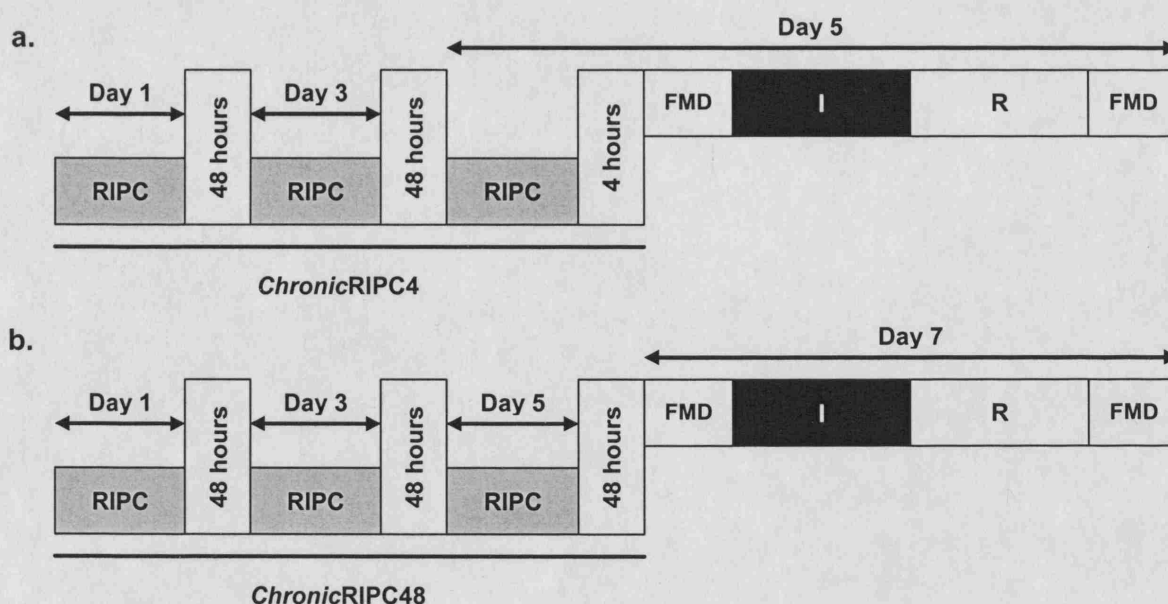 a.
Day 5
Day 1
48 hours
Day 3
48 hours
4 hours
FMD
I
R
FMD
RIPC
RIPC
RIPC
ChronicRIPC4
b.
Day 7
Day 1
48 hours
Day 3
48 hours
Day 5
48 hours
FMD
I
R
FMD
RIPC
RIPC
RIPC
ChronicRIPC48